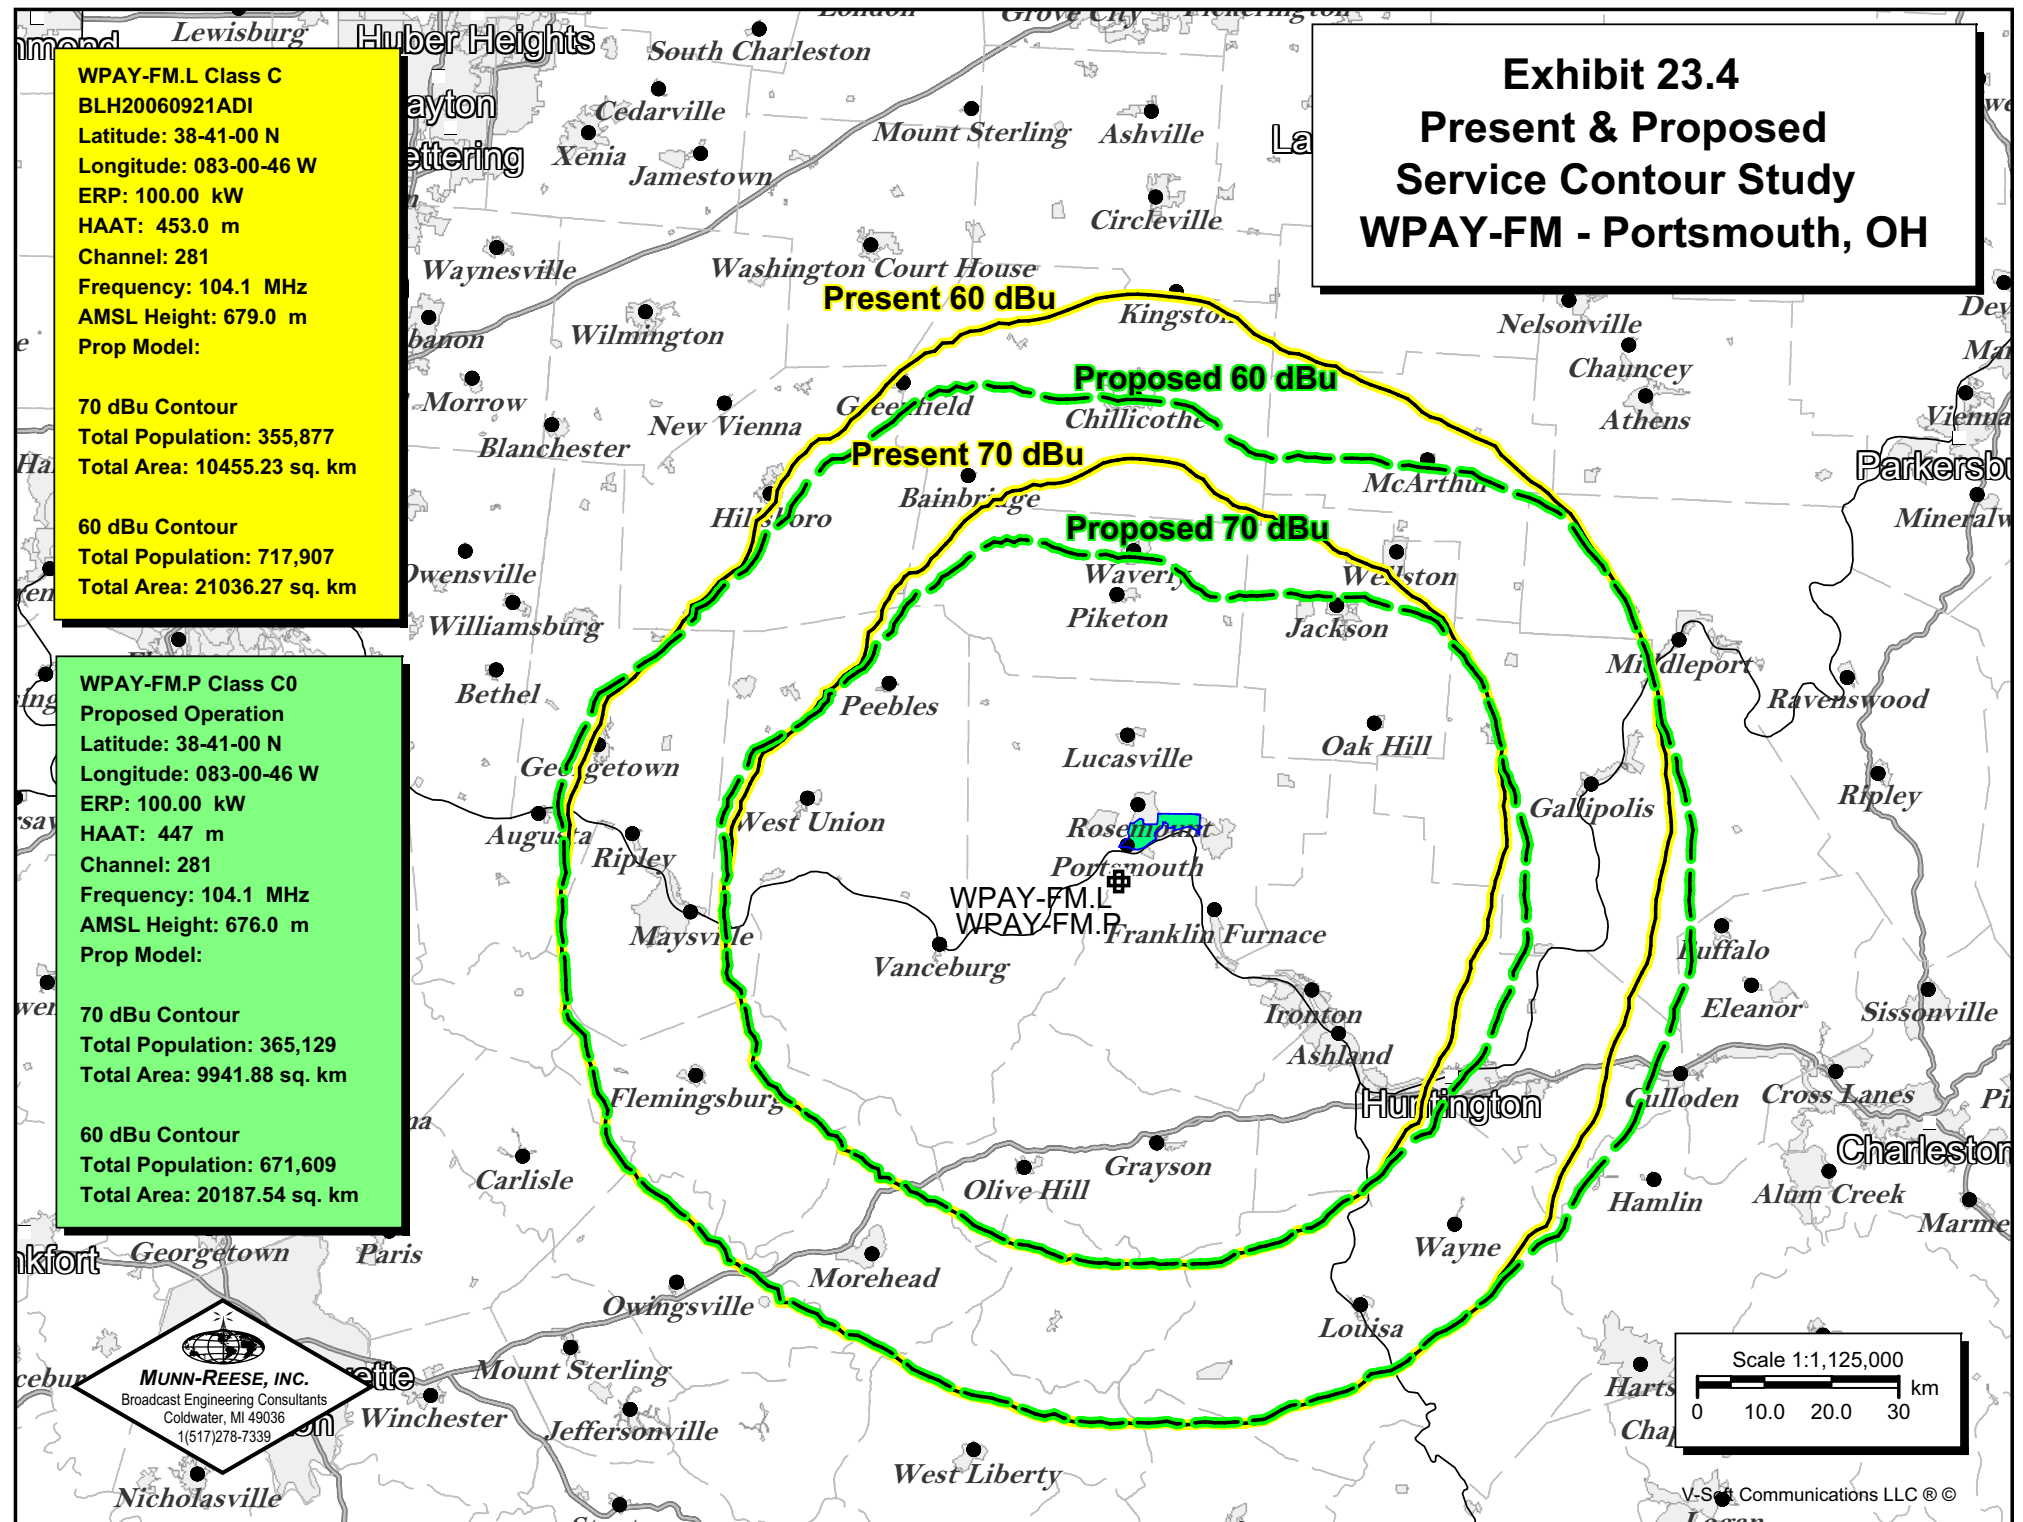 Exhibit 23.4
Present & Proposed
Service Contour Study
WPAY-FM - Portsmouth, OH
WPAY-FM.L Class C
BLH20060921ADI
Latitude: 38-41-00 N
Longitude: 083-00-46 W
ERP: 100.00 kW
HAAT: 453.0 m
Channel: 281
Frequency: 104.1 MHz
AMSL Height: 679.0 m
Prop Model:
70 dBu Contour
Total Population: 355,877
Total Area: 10455.23 sq. km
60 dBu Contour
Total Population: 717,907
Total Area: 21036.27 sq. km
WPAY-FM.P Class C0
Proposed Operation
Latitude: 38-41-00 N
Longitude: 083-00-46 W
ERP: 100.00 kW
HAAT: 447 m
Channel: 281
Frequency: 104.1 MHz
AMSL Height: 676.0 m
Prop Model:
70 dBu Contour
Total Population: 365,129
Total Area: 9941.88 sq. km
60 dBu Contour
Total Population: 671,609
Total Area: 20187.54 sq. km
Lewisburg
Huber Heights
South Charleston
Grove City
Cedarville
Xenia
Jamestown
Mount Sterling
Ashville
Circleville
Waynesville
Washington Court House
Present 60 dBu
Kingston
Wilmington
Nelsonville
Chauncey
Athens
Proposed 60 dBu
Morrow
Blanchester
New Vienna
Greenfield
Chillicothe
Vienna
Present 70 dBu
Bainbridge
McArthur
Hillsboro
Proposed 70 dBu
Owensville
Waverly
Wellston
Williamsburg
Piketon
Jackson
Middleport
Bethel
Peebles
Ravenswood
Georgetown
Lucasville
Oak Hill
Gallipolis
Ripley
Augusta
Ripley
West Union
Rosemount
Portsmouth
WPAY-FM.L
WPAY-FM.P
Franklin Furnace
Maysville
Vanceburg
Buffalo
Eleanor
Sissonville
Ironton
Ashland
Flemingsburg
Huntington
Culloden
Cross Lanes
Charleston
Carlisle
Olive Hill
Grayson
Hamlin
Alum Creek
Georgetown
Paris
Morehead
Wayne
Owingsville
Louisa
Mount Sterling
Winchester
Jeffersonville
West Liberty
Nicholasville
Logan
MUNN-REESE, INC.
Broadcast Engineering Consultants
Coldwater, MI 49036
1(517)278-7339
Scale 1:1,125,000
km
0 10.0 20.0 30
V-Soft Communications LLC ® ©